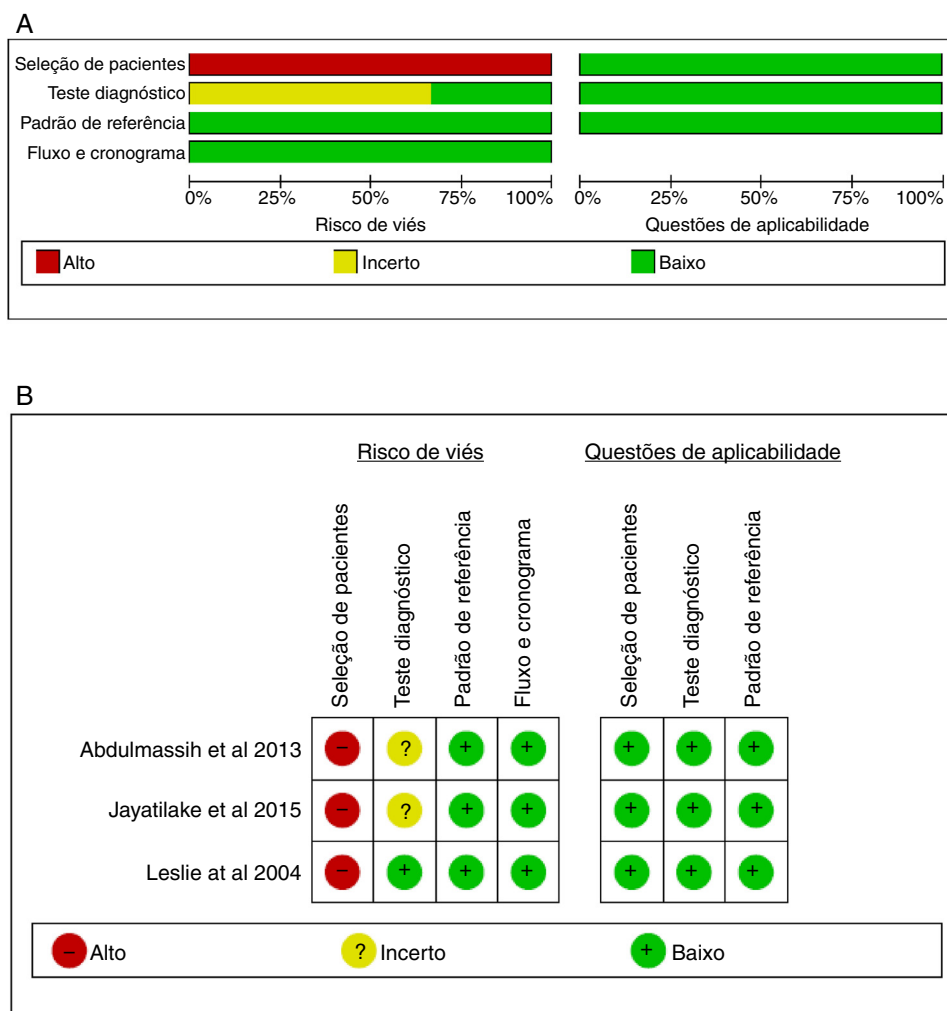 A
Seleção de pacientes
Teste diagnóstico
Padrão de referência
Fluxo e cronograma
0% 25% 50% 75% 100% 0% 25% 50% 75% 100%
Risco de viés Questões de aplicabilidade
Alto Incerto Baixo
B
Risco de viés Questões de aplicabilidade
Seleção de pacientes
Teste diagnóstico
Padrão de referência
Fluxo e cronograma
Seleção de pacientes
Teste diagnóstico
Padrão de referência
Abdulmassih et al 2013 – ? + + + + +
Jayatilake et al 2015 – ? + + + + +
Leslie at al 2004 – + + + + + +
– Alto ? Incerto + Baixo